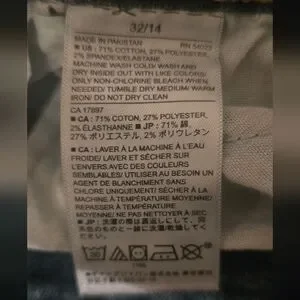 32/14
MADE IN PAKISTAN RN 54023
■ US : 71% COTTON, 27% POLYESTER,
2% SPANDEX/ELASTANE
MACHINE WASH COLD WASH AND
DRY INSIDE OUT WITH LIKE COLORS/
ONLY NON-CHLORINE BLEACH WHEN
NEEDED/ TUMBLE DRY MEDIUM/ WARM
IRON/ DO NOT DRY CLEAN
CA 17897
■ CA : 71% COTON, 27% POLYESTER,
2% ÉLASTHANNE ■ JP : 71% 綿,
27% ポリエステル, 2% ポリウレタン
■ CA : LAVER À LA MACHINE À L'EAU
FROIDE/ LAVER ET SÉCHER SUR
L'ENVERS AVEC DES COULEURS
SEMBLABLES/ UTILISER AU BESOIN UN
AGENT DE BLANCHIMENT SANS
CHLORE UNIQUEMENT/ SÉCHER EN
MACHINE À TEMPÉRATURE MOYENNE/
REPASSER À TEMPÉRATURE
MOYENNE/ NE PAS NETTOYER À SEC
■ JP :